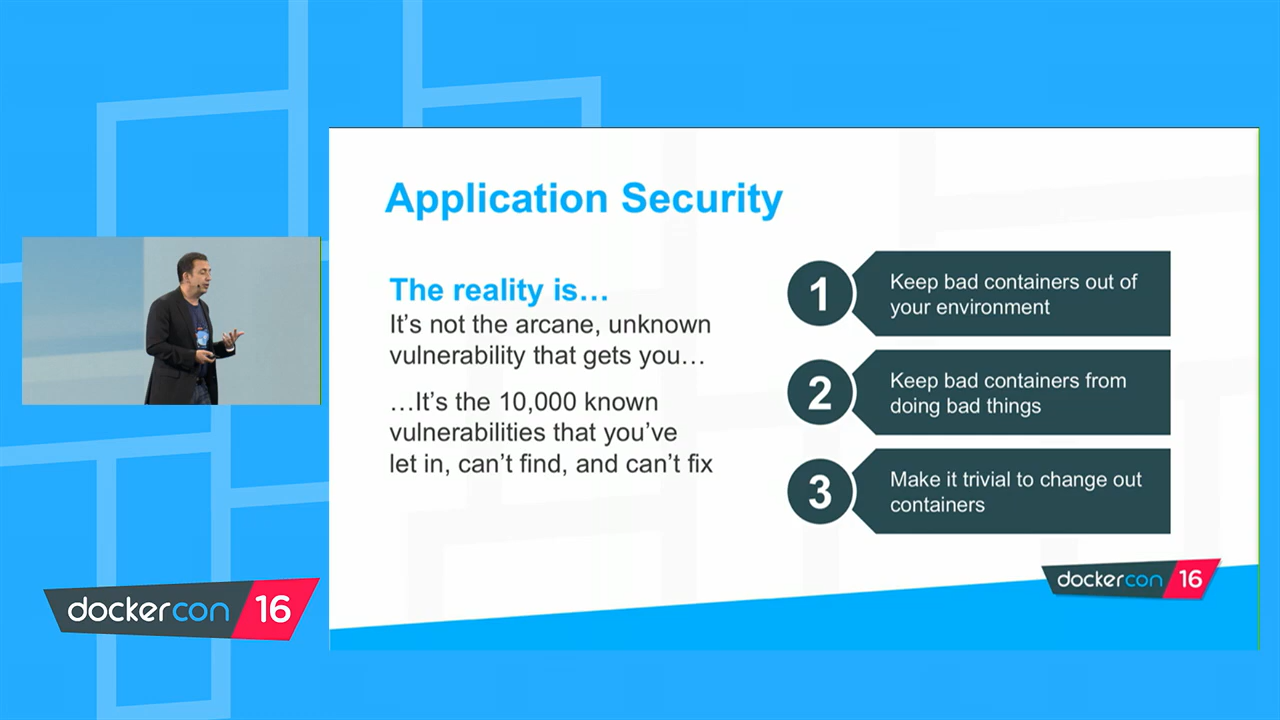 Application Security
The reality is…
It's not the arcane, unknown
vulnerability that gets you…
…It's the 10,000 known
vulnerabilities that you've
let in, can't find, and can't fix
1
Keep bad containers out of
your environment
2
Keep bad containers from
doing bad things
3
Make it trivial to change out
containers
dockercon 16
dockercon 16